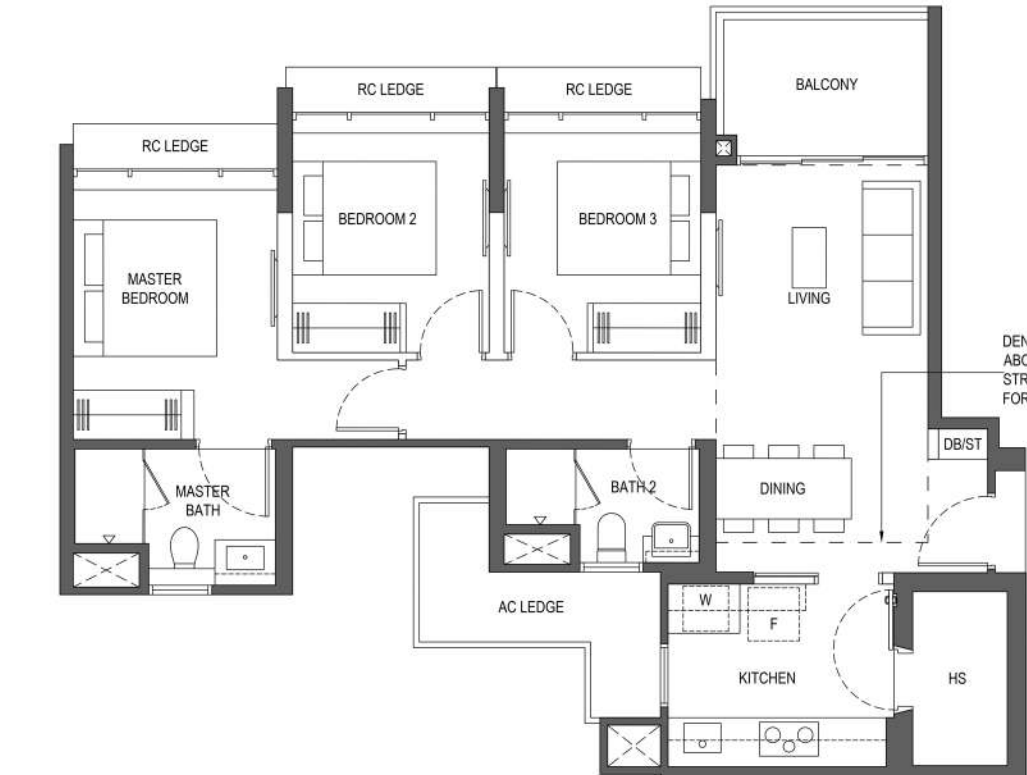 RC LEDGE
RC LEDGE
RC LEDGE
BALCONY
BEDROOM 2
BEDROOM 3
MASTER
BEDROOM
LIVING
DEN
ABO
STR
FOR
DB/ST
MASTER
BATH
BATH 2
DINING
AC LEDGE
W
F
KITCHEN
HS